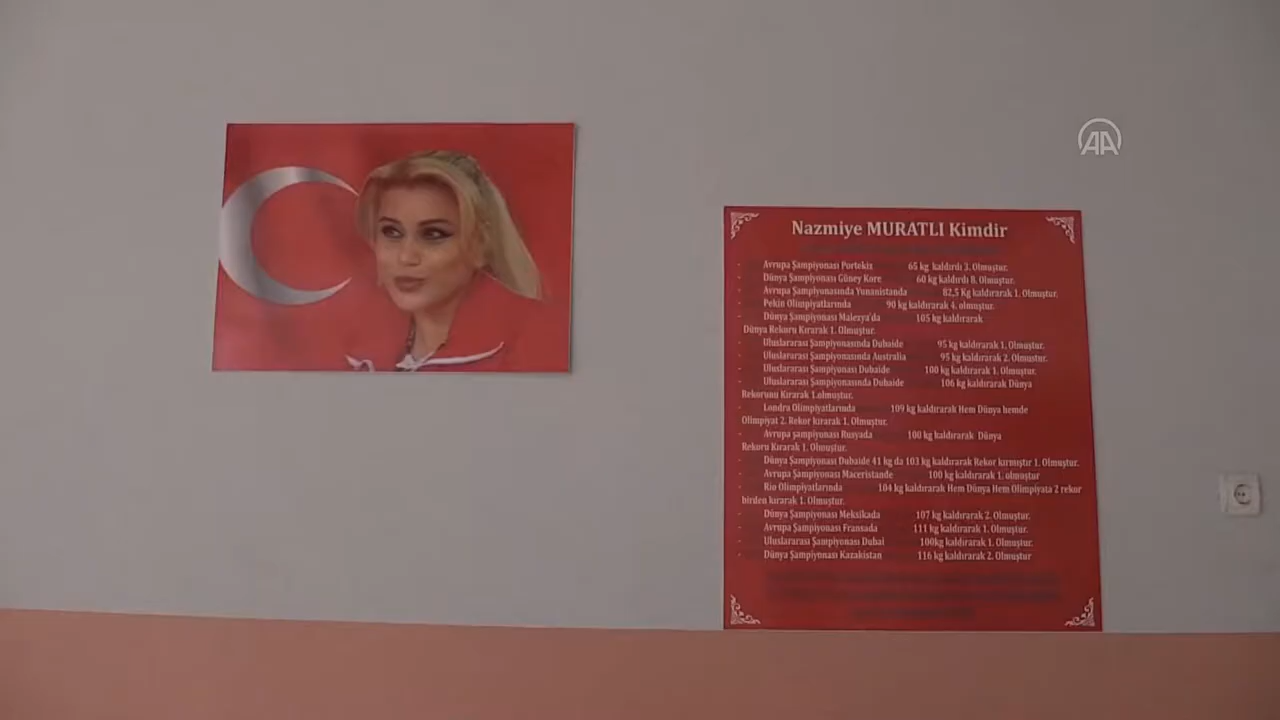 AA
Nazmiye MURATLI Kimdir
- Avrupa Şampiyonası Portekiz 65 kg kaldırdı 3. Olmuştur.
- Dünya Şampiyonası Güney Kore 60 kg kaldırdı 8. Olmuştur.
- Avrupa Şampiyonasında Yunanistanda 82,5 Kg kaldırarak 1. Olmuştur.
- Pekin Olimpiyatlarında 90 kg kaldırarak 4. olmuştur.
- Dünya Şampiyonası Malezya'da 105 kg kaldırarak
Dünya Rekoru Kırarak 1. Olmuştur.
- Uluslararası Şampiyonasında Dubaide 95 kg kaldırarak 1. Olmuştur.
- Uluslararası Şampiyonasında Australia 95 kg kaldırarak 2. Olmuştur.
- Uluslararası Şampiyonası Dubaide 100 kg kaldırarak 1. Olmuştur.
- Uluslararası Şampiyonasında Dubaide 106 kg kaldırarak Dünya
Rekorunu Kırarak 1.olmuştur.
- Londra Olimpiyatlarında 109 kg kaldırarak Hem Dünya hemde
Olimpiyat 2. Rekor kırarak 1. Olmuştur.
- Avrupa şampiyonası Rusyada 100 kg kaldırarak Dünya
Rekoru Kırarak 1. Olmuştur.
- Dünya Şampiyonası Dubaide 41 kg da 103 kg kaldırarak Rekor kırmıştır 1. Olmuştur.
- Avrupa Şampiyonası Maceristande 100 kg kaldırarak 1. olmuştur
- Rio Olimpiyatlarında 104 kg kaldırarak Hem Dünya Hem Olimpiyata 2 rekor
birden kırarak 1. Olmuştur.
- Dünya Şampiyonası Meksikada 107 kg kaldırarak 2. Olmuştur.
- Avrupa Şampiyonası Fransada 111 kg kaldırarak 1. Olmuştur.
- Uluslararası Şampiyonası Dubai 100kg kaldırarak 1. Olmuştur.
- Dünya Şampiyonası Kazakistan 116 kg kaldırarak 2. Olmuştur